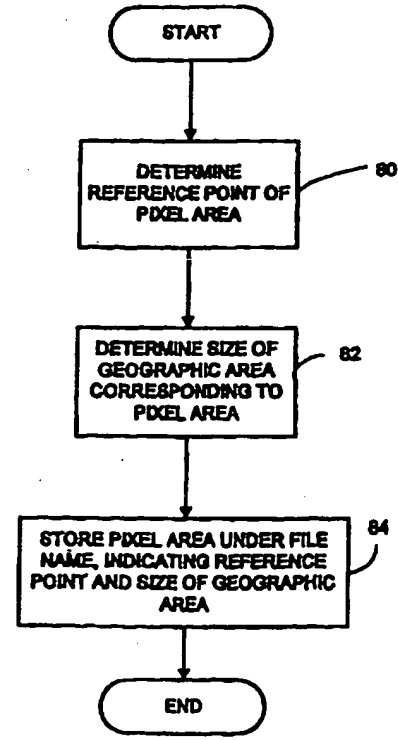 START
DETERMINE
REFERENCE POINT OF
PIXEL AREA
80
DETERMINE SIZE OF
GEOGRAPHIC AREA
CORRESPONDING TO
PIXEL AREA
82
STORE PIXEL AREA UNDER FILE
NAME, INDICATING REFERENCE
POINT AND SIZE OF GEOGRAPHIC
AREA
84
END